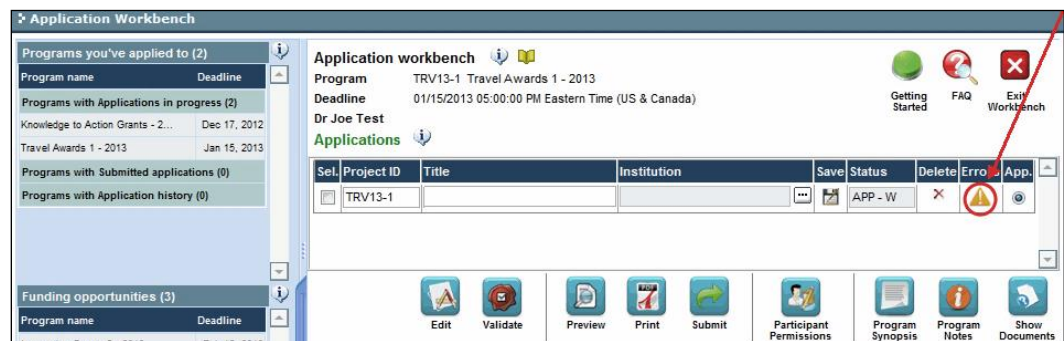 Application Workbench
Programs you've applied to (2)
Program name Deadline
Programs with Applications in progress (2)
Knowledge to Action Grants - 2... Dec 17, 2012
Travel Awards 1 - 2013 Jan 15, 2013
Programs with Submitted applications (0)
Programs with Application history (0)
Funding opportunities (3)
Program name Deadline
Application workbench
Program TRV13-1 Travel Awards 1 - 2013
Deadline 01/15/2013 05:00:00 PM Eastern Time (US & Canada)
Dr Joe Test
Applications
Getting Started
FAQ
Exit Workbench
Sel. Project ID Title Institution Save Status Delete Errors App.
TRV13-1 ... APP - W
Edit
Validate
Preview
Print
Submit
Participant Permissions
Program Synopsis
Program Notes
Show Documents